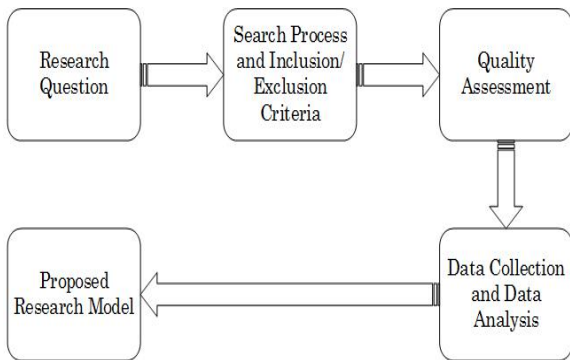 Research
Question
Search Process
and Inclusion/
Exclusion
Criteria
Quality
Assessment
Data Collection
and Data
Analysis
Proposed
Research Model